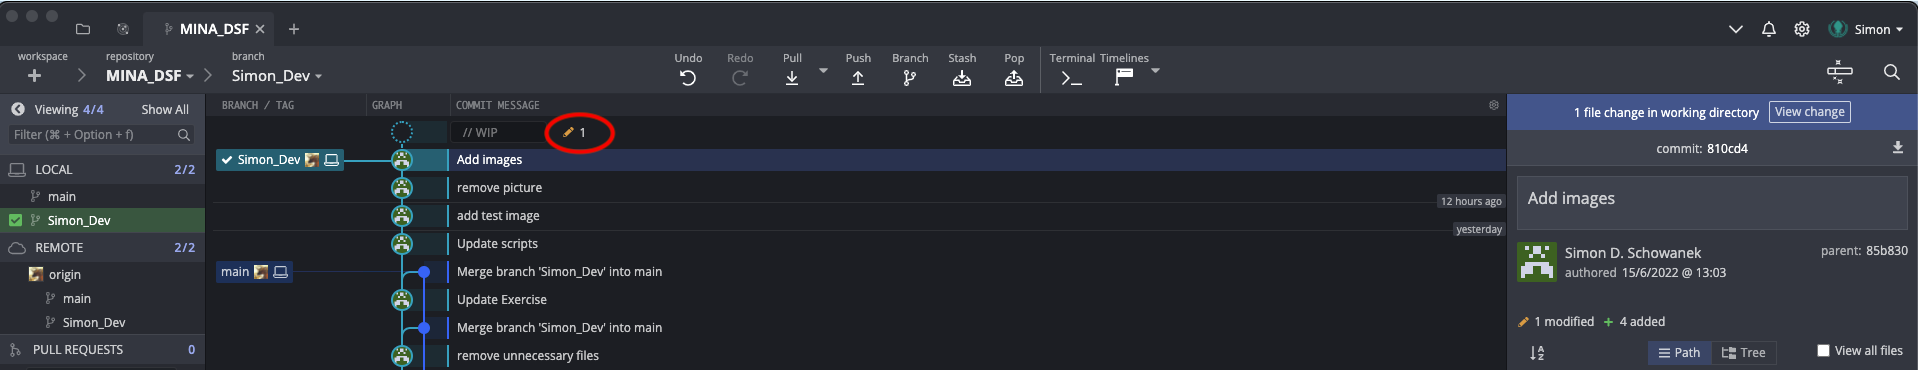 MINA_DSF
Simon
workspace
repository
MINA_DSF
branch
Simon_Dev
Undo
Redo
Pull
Push
Branch
Stash
Pop
Terminal
Timelines
Viewing 4/4 Show All
Filter (⌘ + Option + f)
LOCAL 2/2
main
Simon_Dev
REMOTE 2/2
origin
main
Simon_Dev
PULL REQUESTS 0
BRANCH / TAG GRAPH COMMIT MESSAGE
// WIP 1
Simon_Dev Add images
remove picture
12 hours ago
add test image
yesterday
Update scripts
main Merge branch 'Simon_Dev' into main
Update Exercise
Merge branch 'Simon_Dev' into main
remove unnecessary files
1 file change in working directory View change
commit: 810cd4
Add images
Simon D. Schowanek
parent: 85b830
authored 15/6/2022 @ 13:03
1 modified + 4 added
Path Tree View all files